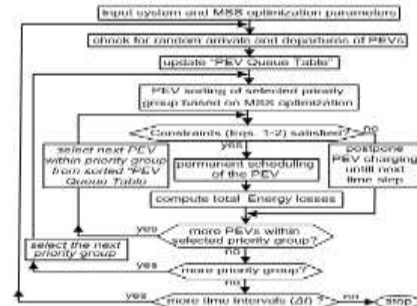 Input system and MSS optimization parameters
check for random arrivals and departures of PEVs
update "PEV Queue Table"
PEV sorting of selected priority
group based on MSS optimization
Constraints (Eqs. 1-2) satisfied?
no
yes
select next PEV
within priority group
from sorted "PEV
Queue Table
permanent scheduling
of the PEV
postpone
PEV charging
untill next
time step
compute total Energy losses
yes
more PEVs within
selected priority group?
no
select the next
priority group
yes
more priority group?
no
yes
more time Intervals (Δt)?
no
stop